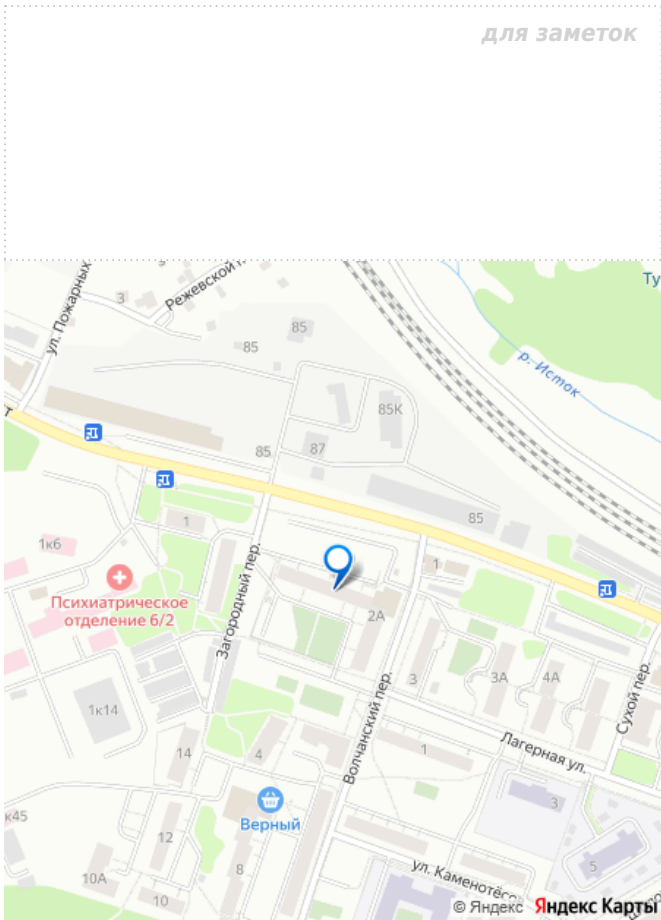 для заметок
3
Режевской п
ул. Пожарных
Ту
р. Исток
85
85
85К
87
85
85
1
1к6
Психиатрическое
отделение 6/2
Загородный пер.
2А
1
3
3А
4А
Сухой пер.
1к14
14
4
Волчанский пер.
1
Лагерная ул.
3
Верный
к45
12
8
10А
10
ул. Каменотёсо
5
© Яндекс Яндекс Карты